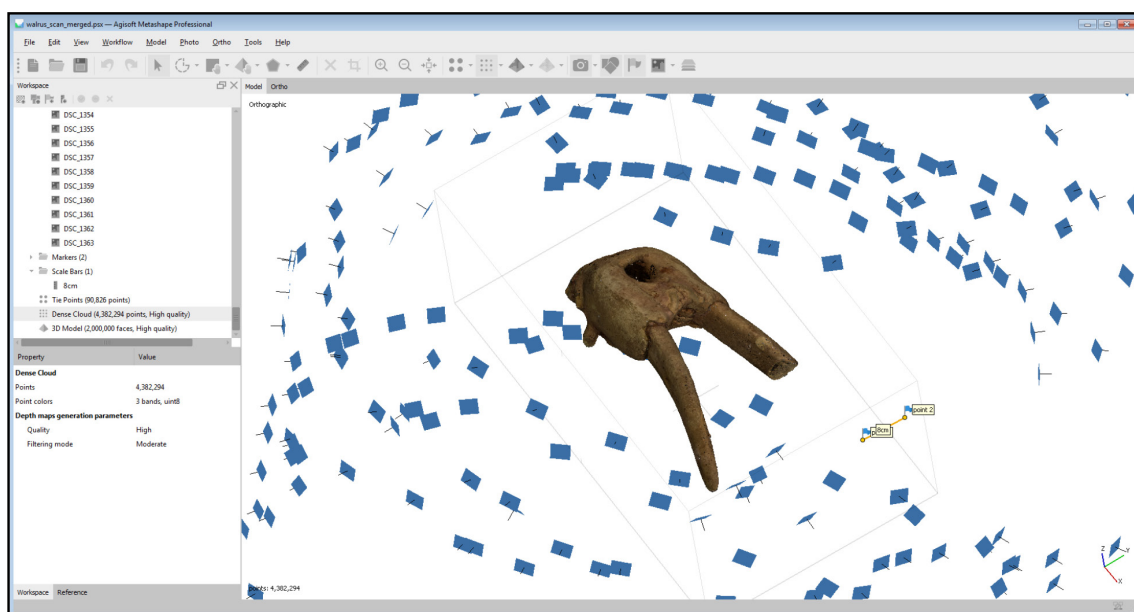 walrus_scan_merged.psx — Agisoft Metashape Professional
File Edit View Workflow Model Photo Ortho Tools Help
Workspace
Model Ortho
Orthographic
DSC_1354
DSC_1355
DSC_1356
DSC_1357
DSC_1358
DSC_1359
DSC_1360
DSC_1361
DSC_1362
DSC_1363
Markers (2)
Scale Bars (1)
8cm
Tie Points (90,826 points)
Dense Cloud (4,382,294 points, High quality)
3D Model (2,000,000 faces, High quality)
Property Value
Dense Cloud
Points 4,382,294
Point colors 3 bands, uint8
Depth maps generation parameters
Quality High
Filtering mode Moderate
point 2
8cm
points: 4,382,294
Z Y
X
Workspace Reference